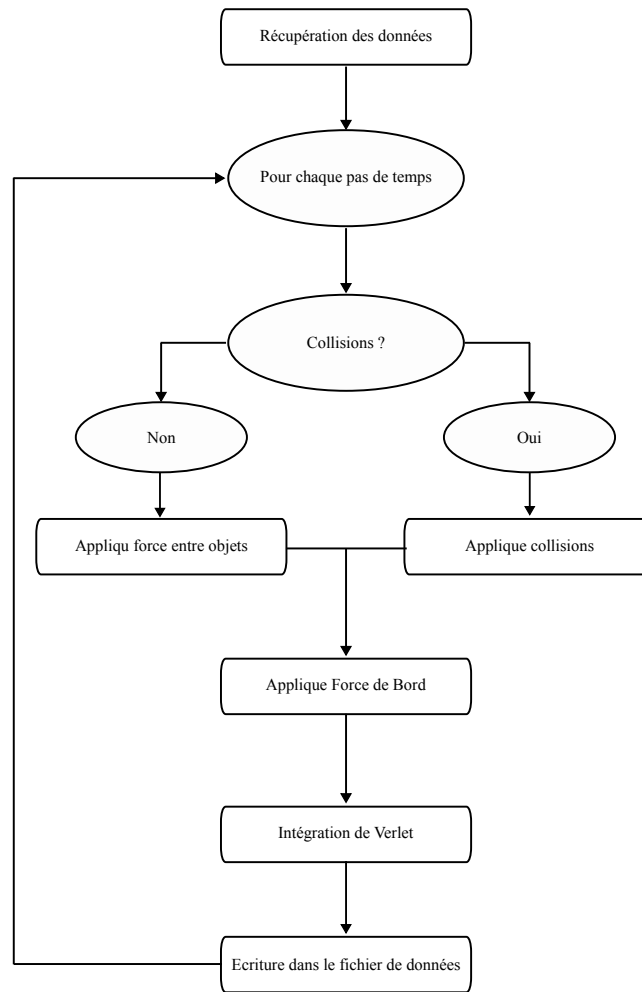 Récupération des données
Pour chaque pas de temps
Collisions ?
Non
Oui
Appliqu force entre objets
Applique collisions
Applique Force de Bord
Intégration de Verlet
Ecriture dans le fichier de données